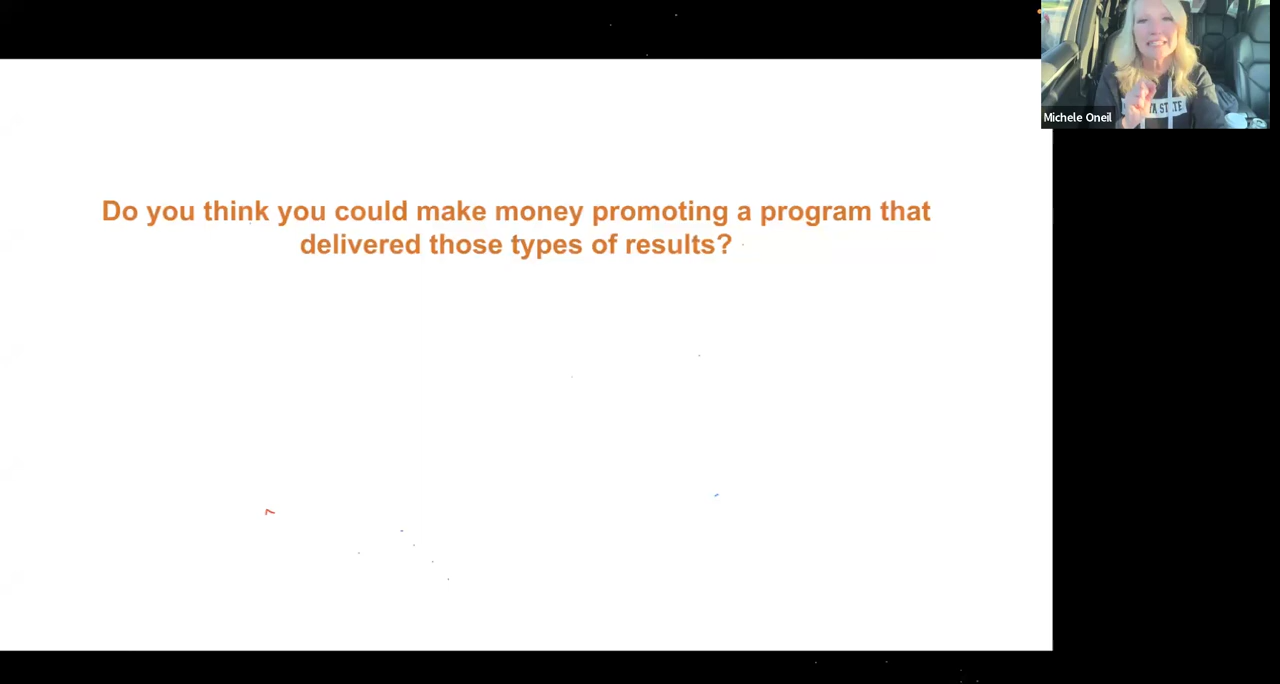 Do you think you could make money promoting a program that
delivered those types of results?
Michele Oneil